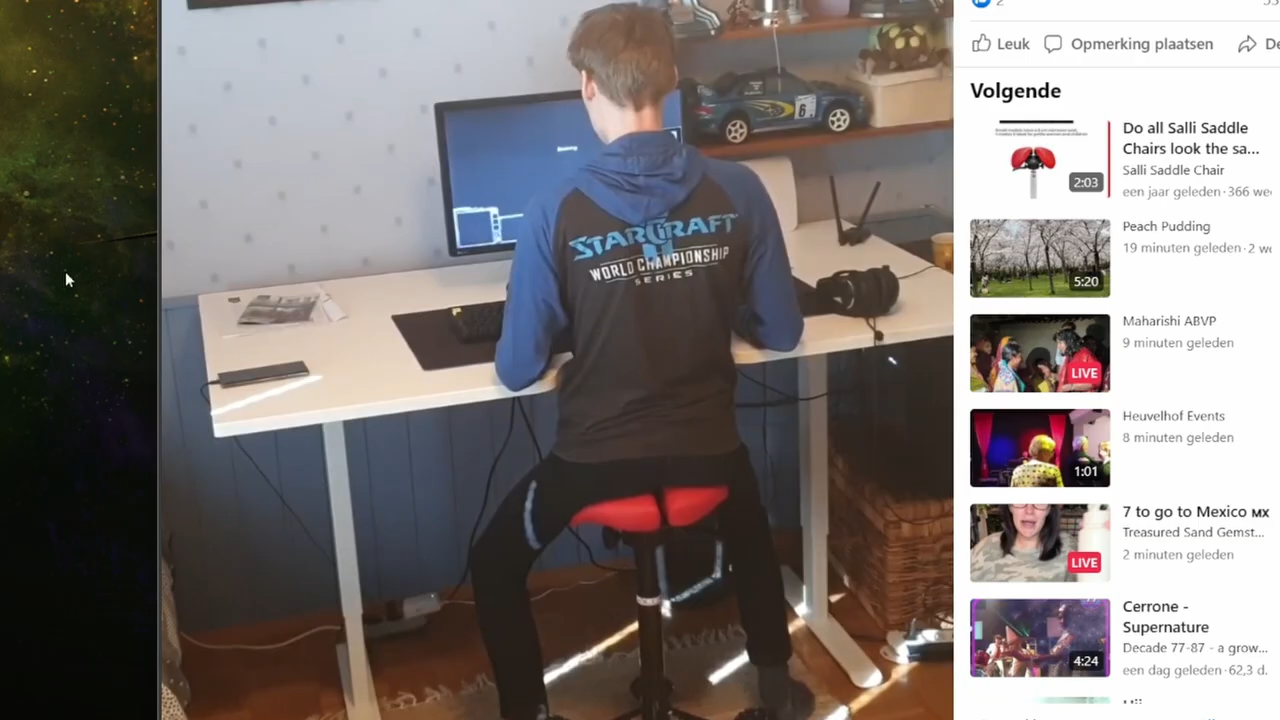 2
Leuk
Opmerking plaatsen
Volgende
Do all Salli Saddle
Chairs look the sa...
Salli Saddle Chair
een jaar geleden · 366 we
2:03
Peach Pudding
19 minuten geleden · 2 w
5:20
Maharishi ABVP
9 minuten geleden
LIVE
Heuvelhof Events
8 minuten geleden
1:01
7 to go to Mexico MX
Treasured Sand Gemst...
2 minuten geleden
LIVE
Cerrone -
Supernature
Decade 77-87 - a grow...
een dag geleden · 62,3 d.
4:24
STARCRAFT
II
WORLD CHAMPIONSHIP
SERIES
6